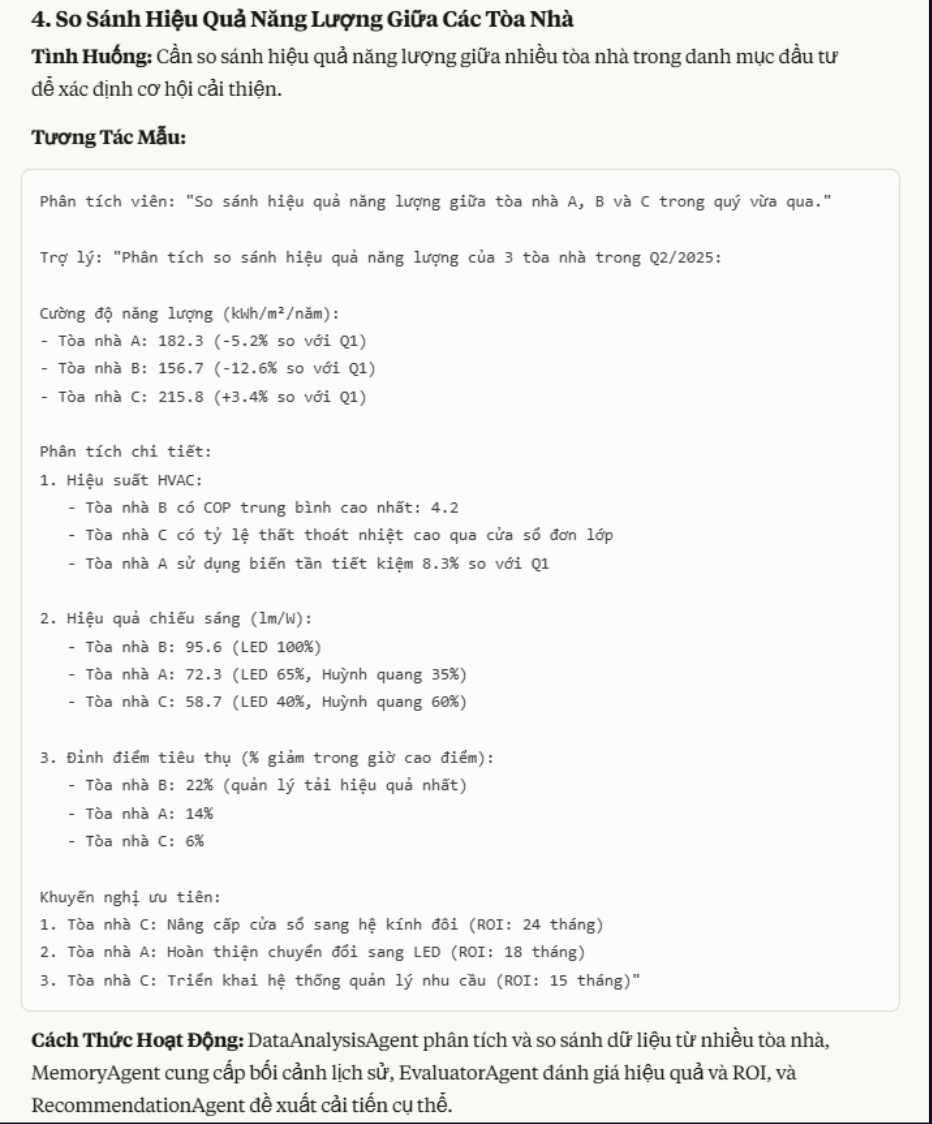 4. So Sánh Hiệu Quả Năng Lượng Giữa Các Tòa Nhà
Tình Huống: Cần so sánh hiệu quả năng lượng giữa nhiều tòa nhà trong danh mục đầu tư
để xác định cơ hội cải thiện.
Tương Tác Mẫu:
Phân tích viên: "So sánh hiệu quả năng lượng giữa tòa nhà A, B và C trong quý vừa qua."
Trợ lý: "Phân tích so sánh hiệu quả năng lượng của 3 tòa nhà trong Q2/2025:
Cường độ năng lượng (kWh/m²/năm):
- Tòa nhà A: 182.3 (-5.2% so với Q1)
- Tòa nhà B: 156.7 (-12.6% so với Q1)
- Tòa nhà C: 215.8 (+3.4% so với Q1)
Phân tích chi tiết:
1. Hiệu suất HVAC:
- Tòa nhà B có COP trung bình cao nhất: 4.2
- Tòa nhà C có tỷ lệ thất thoát nhiệt cao qua cửa sổ đơn lớp
- Tòa nhà A sử dụng biến tần tiết kiệm 8.3% so với Q1
2. Hiệu quả chiếu sáng (lm/W):
- Tòa nhà B: 95.6 (LED 100%)
- Tòa nhà A: 72.3 (LED 65%, Huỳnh quang 35%)
- Tòa nhà C: 58.7 (LED 40%, Huỳnh quang 60%)
3. Đỉnh điểm tiêu thụ (% giảm trong giờ cao điểm):
- Tòa nhà B: 22% (quản lý tải hiệu quả nhất)
- Tòa nhà A: 14%
- Tòa nhà C: 6%
Khuyến nghị ưu tiên:
1. Tòa nhà C: Nâng cấp cửa sổ sang hệ kính đôi (ROI: 24 tháng)
2. Tòa nhà A: Hoàn thiện chuyển đổi sang LED (ROI: 18 tháng)
3. Tòa nhà C: Triển khai hệ thống quản lý nhu cầu (ROI: 15 tháng)"
Cách Thức Hoạt Động: DataAnalysisAgent phân tích và so sánh dữ liệu từ nhiều tòa nhà,
MemoryAgent cung cấp bối cảnh lịch sử, EvaluatorAgent đánh giá hiệu quả và ROI, và
RecommendationAgent đề xuất cải tiến cụ thể.